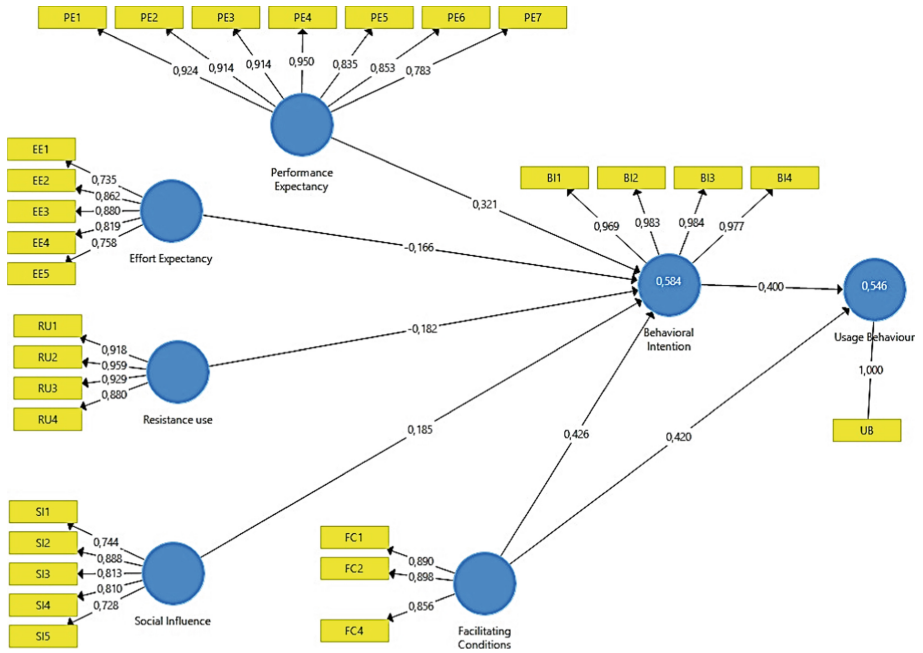 PE1 PE2 PE3 PE4 PE5 PE6 PE7
0,924 0,914 0,914 0,950 0,835 0,853 0,783
Performance
Expectancy
EE1
EE2
EE3
EE4
EE5
0,735
0,862
0,880
0,819
0,758
Effort Expectancy
RU1
RU2
RU3
RU4
0,918
0,959
0,929
0,880
Resistance use
SI1
SI2
SI3
SI4
SI5
0,744
0,888
0,813
0,810
0,728
Social Influence
FC1
FC2
FC4
0,890
0,898
0,856
Facilitating
Conditions
0,321
-0,166
-0,182
0,185
0,426
0,420
BI1 BI2 BI3 BI4
0,969 0,983 0,984 0,977
0,584
Behavioral
Intention
0,400
0,546
Usage Behaviour
1,000
UB